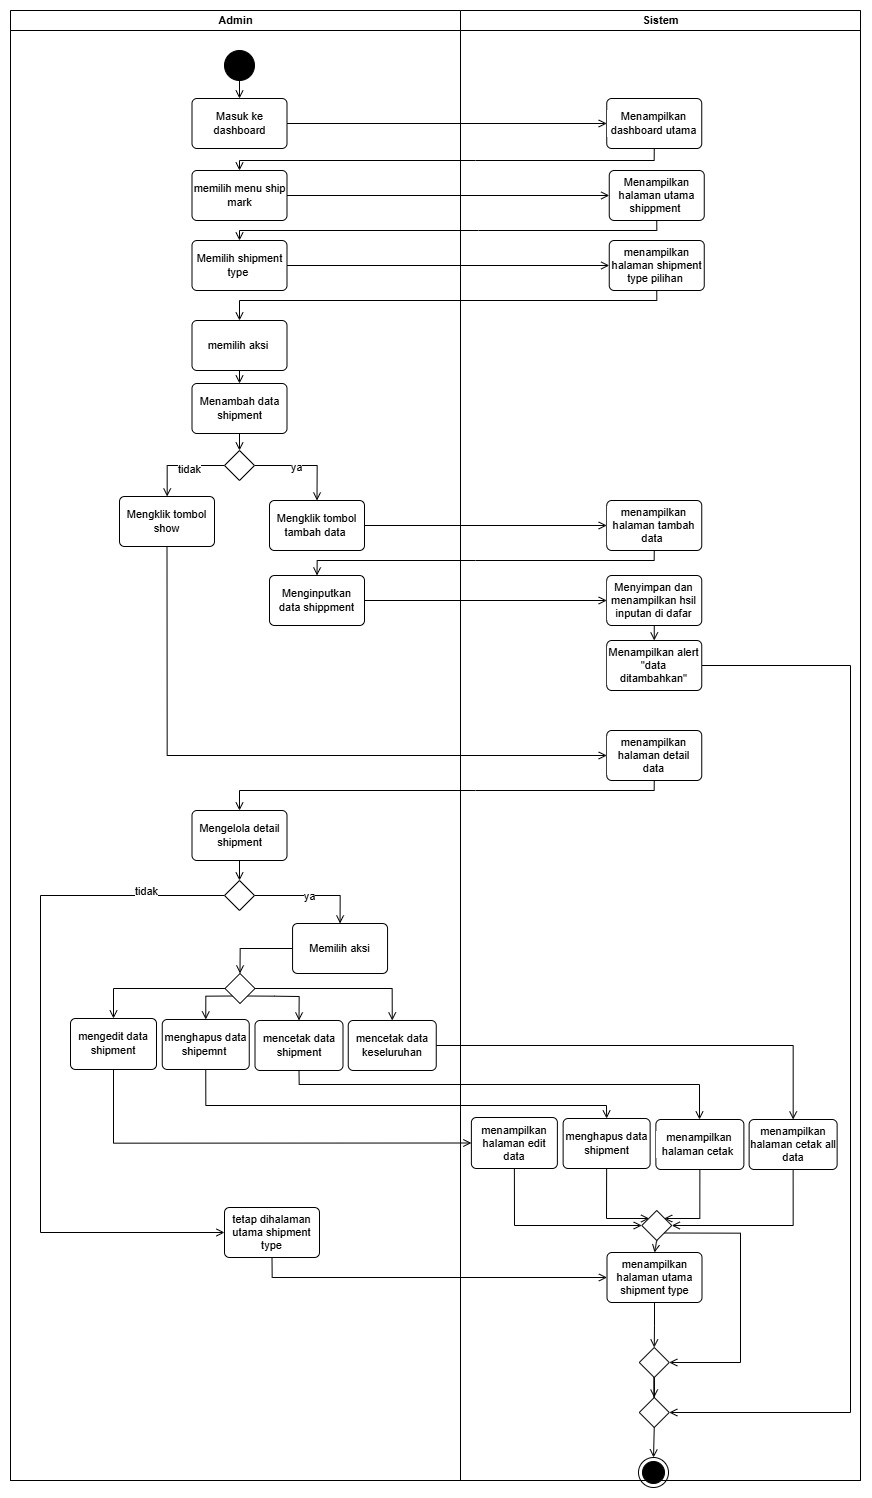 Admin
Sistem
Masuk ke
dashboard
Menampilkan
dashboard utama
memilih menu ship
mark
Menampilkan
halaman utama
shippment
Memilih shipment
type
menampilkan
halaman shipment
type pilihan
memilih aksi
Menambah data
shipment
tidak
ya
Mengklik tombol
show
Mengklik tombol
tambah data
menampilkan
halaman tambah
data
Menginputkan
data shippment
Menyimpan dan
menampilkan hsil
inputan di dafar
Menampilkan alert
"data
ditambahkan"
menampilkan
halaman detail
data
Mengelola detail
shipment
tidak
ya
Memilih aksi
mengedit data
shipment
menghapus data
shipemnt
mencetak data
shipment
mencetak data
keseluruhan
menampilkan
halaman edit
data
menghapus data
shipment
menampilkan
halaman cetak
menampilkan
halaman cetak all
data
tetap dihalaman
utama shipment
type
menampilkan
halaman utama
shipment type